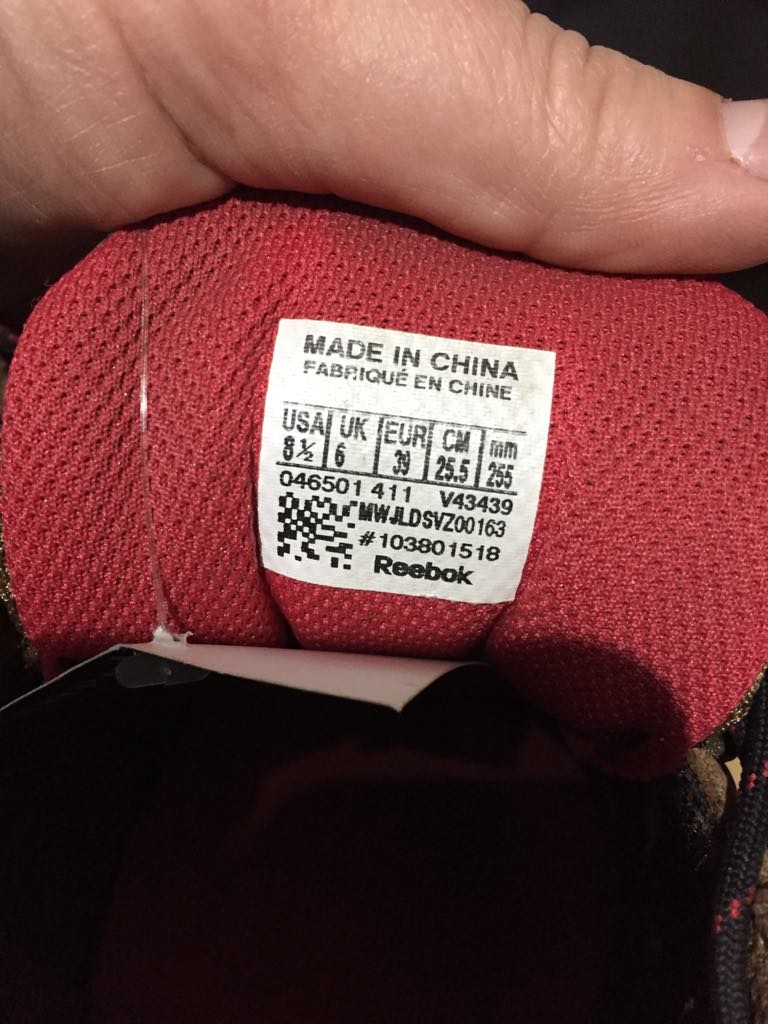 MADE IN CHINA
FABRIQUÉ EN CHINE
USA UK EUR CM mm
8½ 6 39 25.5 255
046501 411 V43439
MWJLDSVZ00163
#103801518
Reebok